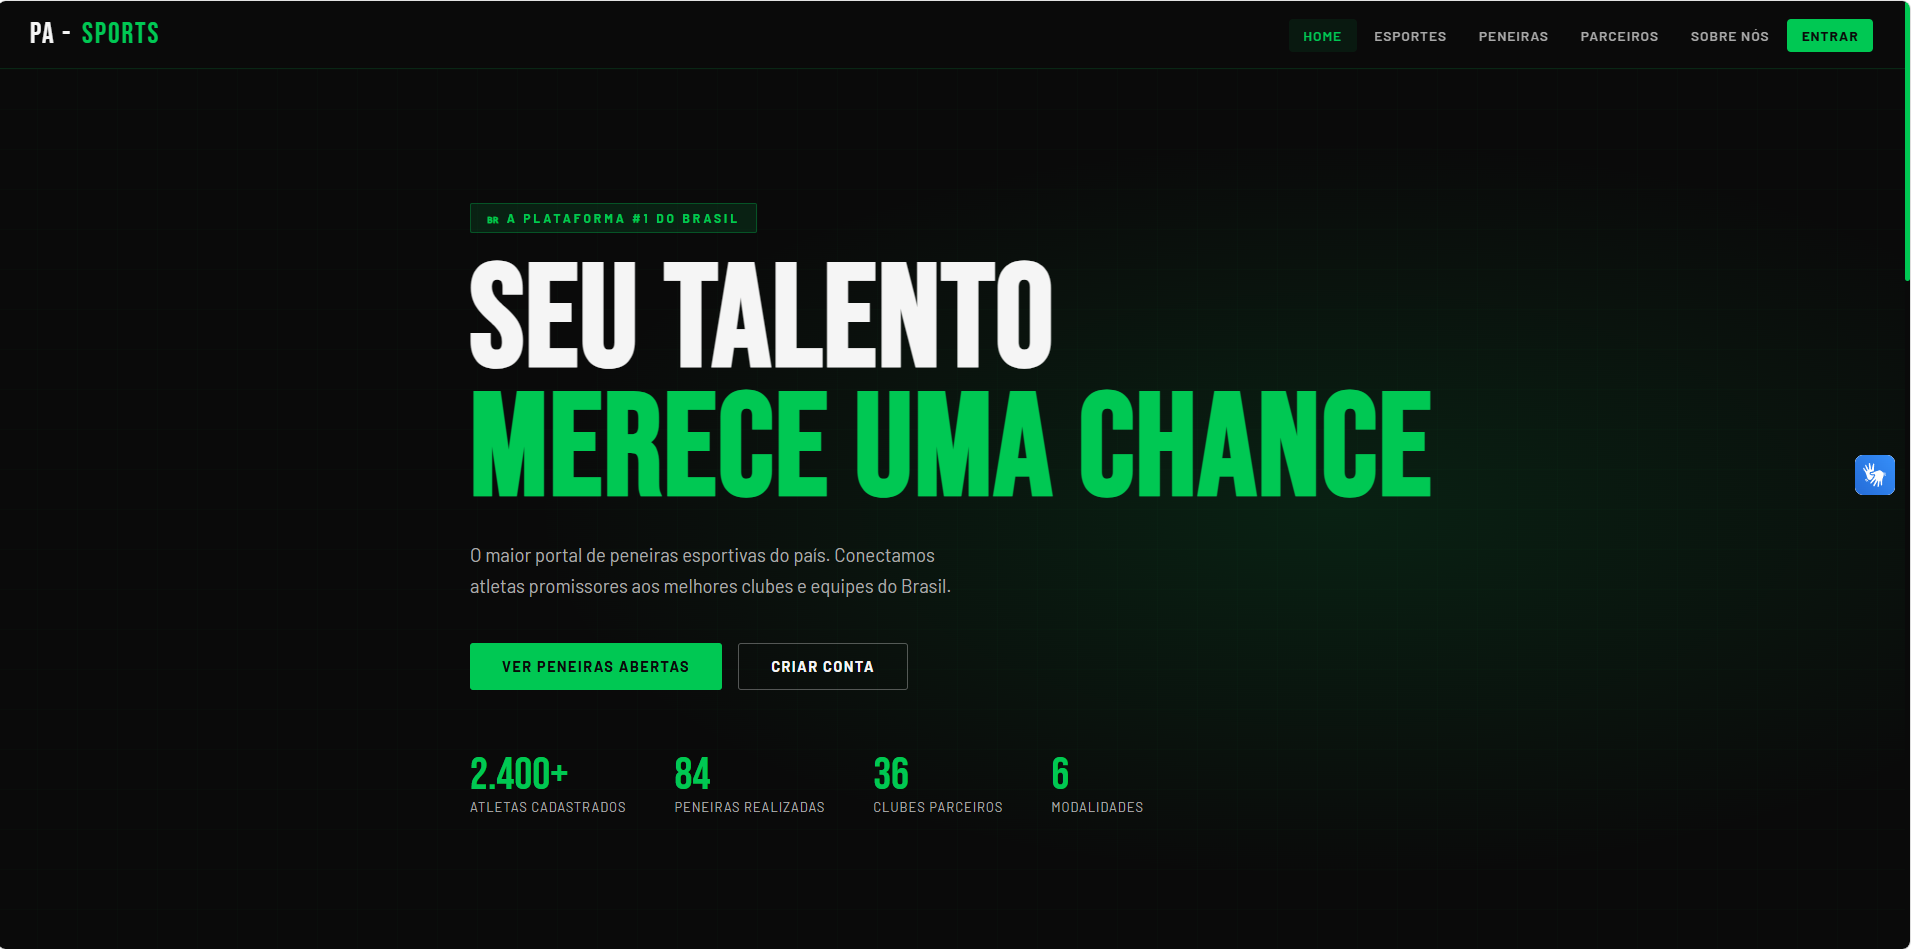 PA - SPORTS
HOME ESPORTES PENEIRAS PARCEIROS SOBRE NÓS ENTRAR
BR A PLATAFORMA #1 DO BRASIL
SEU TALENTO
MERECE UMA CHANCE
O maior portal de peneiras esportivas do país. Conectamos
atletas promissores aos melhores clubes e equipes do Brasil.
VER PENEIRAS ABERTAS CRIAR CONTA
2.400+ 84 36 6
ATLETAS CADASTRADOS PENEIRAS REALIZADAS CLUBES PARCEIROS MODALIDADES